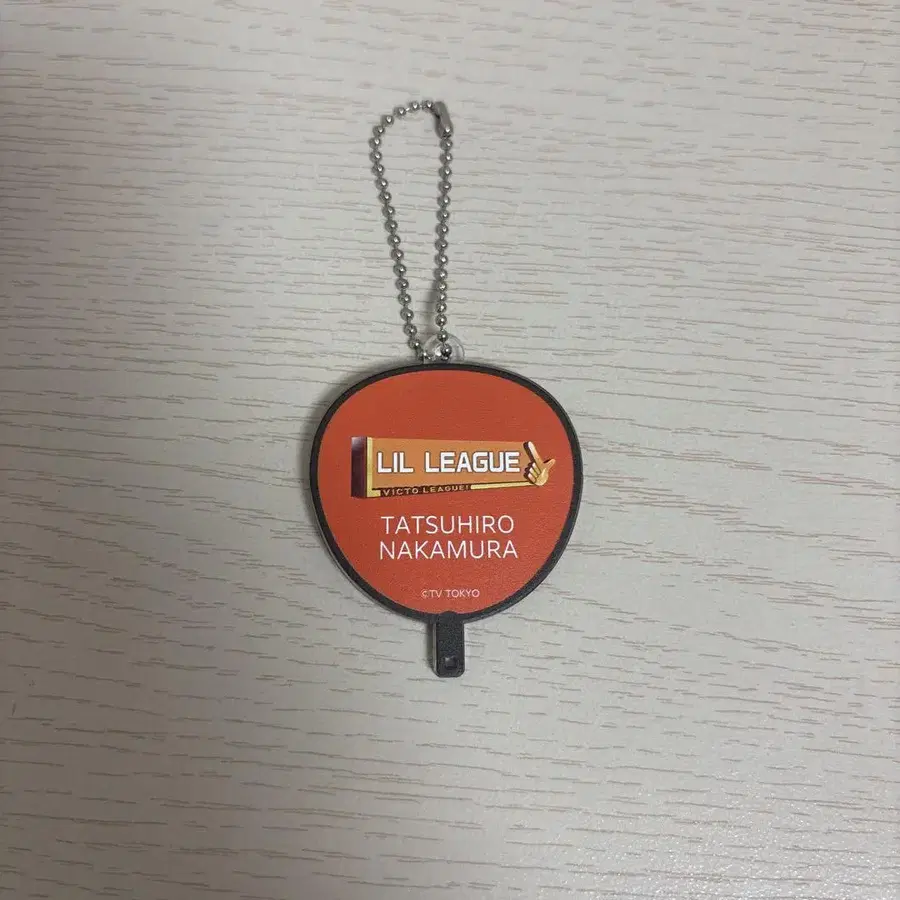 LIL LEAGUE
VICTO LEAGUE!
TATSUHIRO
NAKAMURA
©TV TOKYO